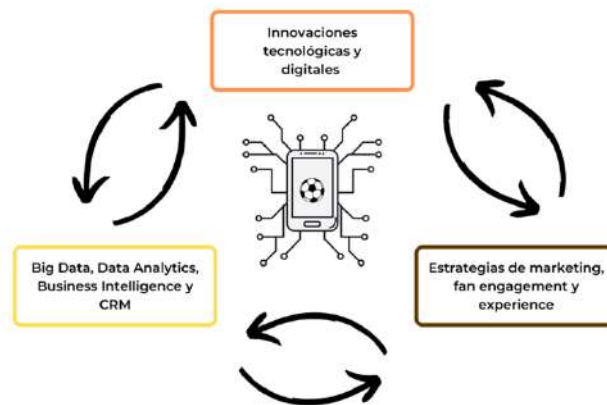 Innovaciones
tecnológicas y
digitales
Big Data, Data Analytics,
Business Intelligence y
CRM
Estrategias de marketing,
fan engagement y
experience